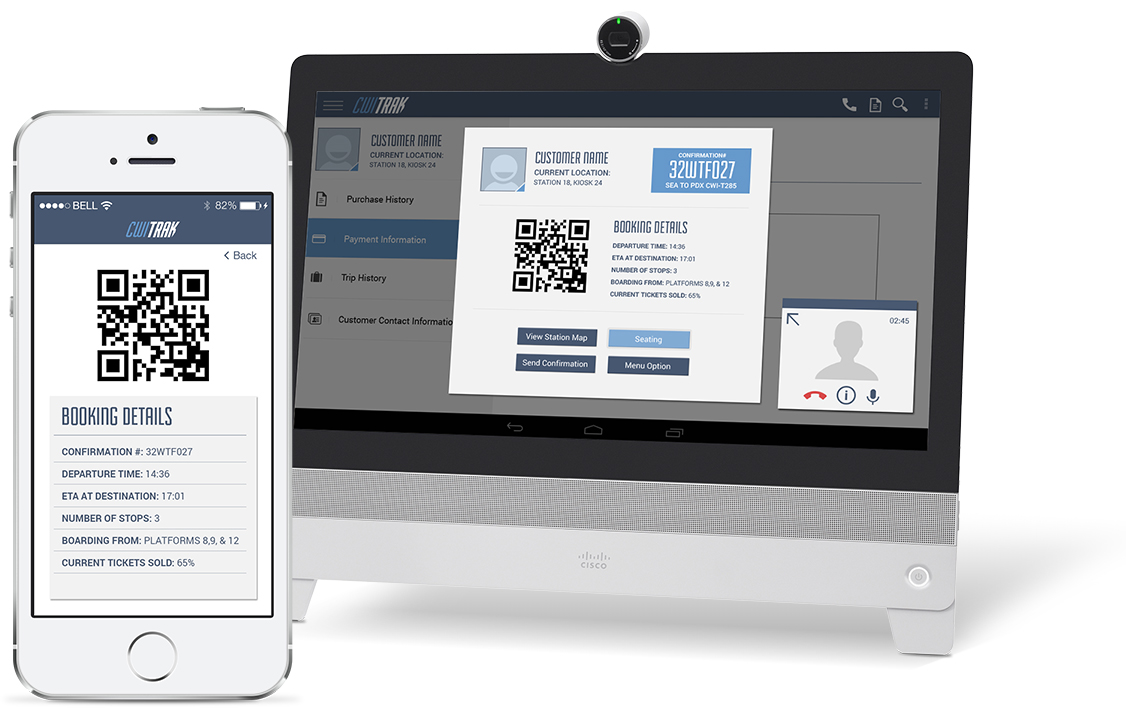 BELL
82%
CWITRAK
Back
BOOKING DETAILS
CONFIRMATION #: 32WTF027
DEPARTURE TIME: 14:36
ETA AT DESTINATION: 17:01
NUMBER OF STOPS: 3
BOARDING FROM: PLATFORMS 8,9, & 12
CURRENT TICKETS SOLD: 65%
CWITRAK
CUSTOMER NAME
CURRENT LOCATION:
STATION 18, KIOSK 24
Purchase History
Payment Information
Trip History
Customer Contact Informatio
CUSTOMER NAME
CURRENT LOCATION:
STATION 18, KIOSK 24
CONFIRMATION#
32WTF027
SEA TO PDX CWI-T285
BOOKING DETAILS
DEPARTURE TIME: 14:36
ETA AT DESTINATION: 17:01
NUMBER OF STOPS: 3
BOARDING FROM: PLATFORMS 8,9, & 12
CURRENT TICKETS SOLD: 65%
View Station Map
Seating
Send Confirmation
Menu Option
02:45
CISCO